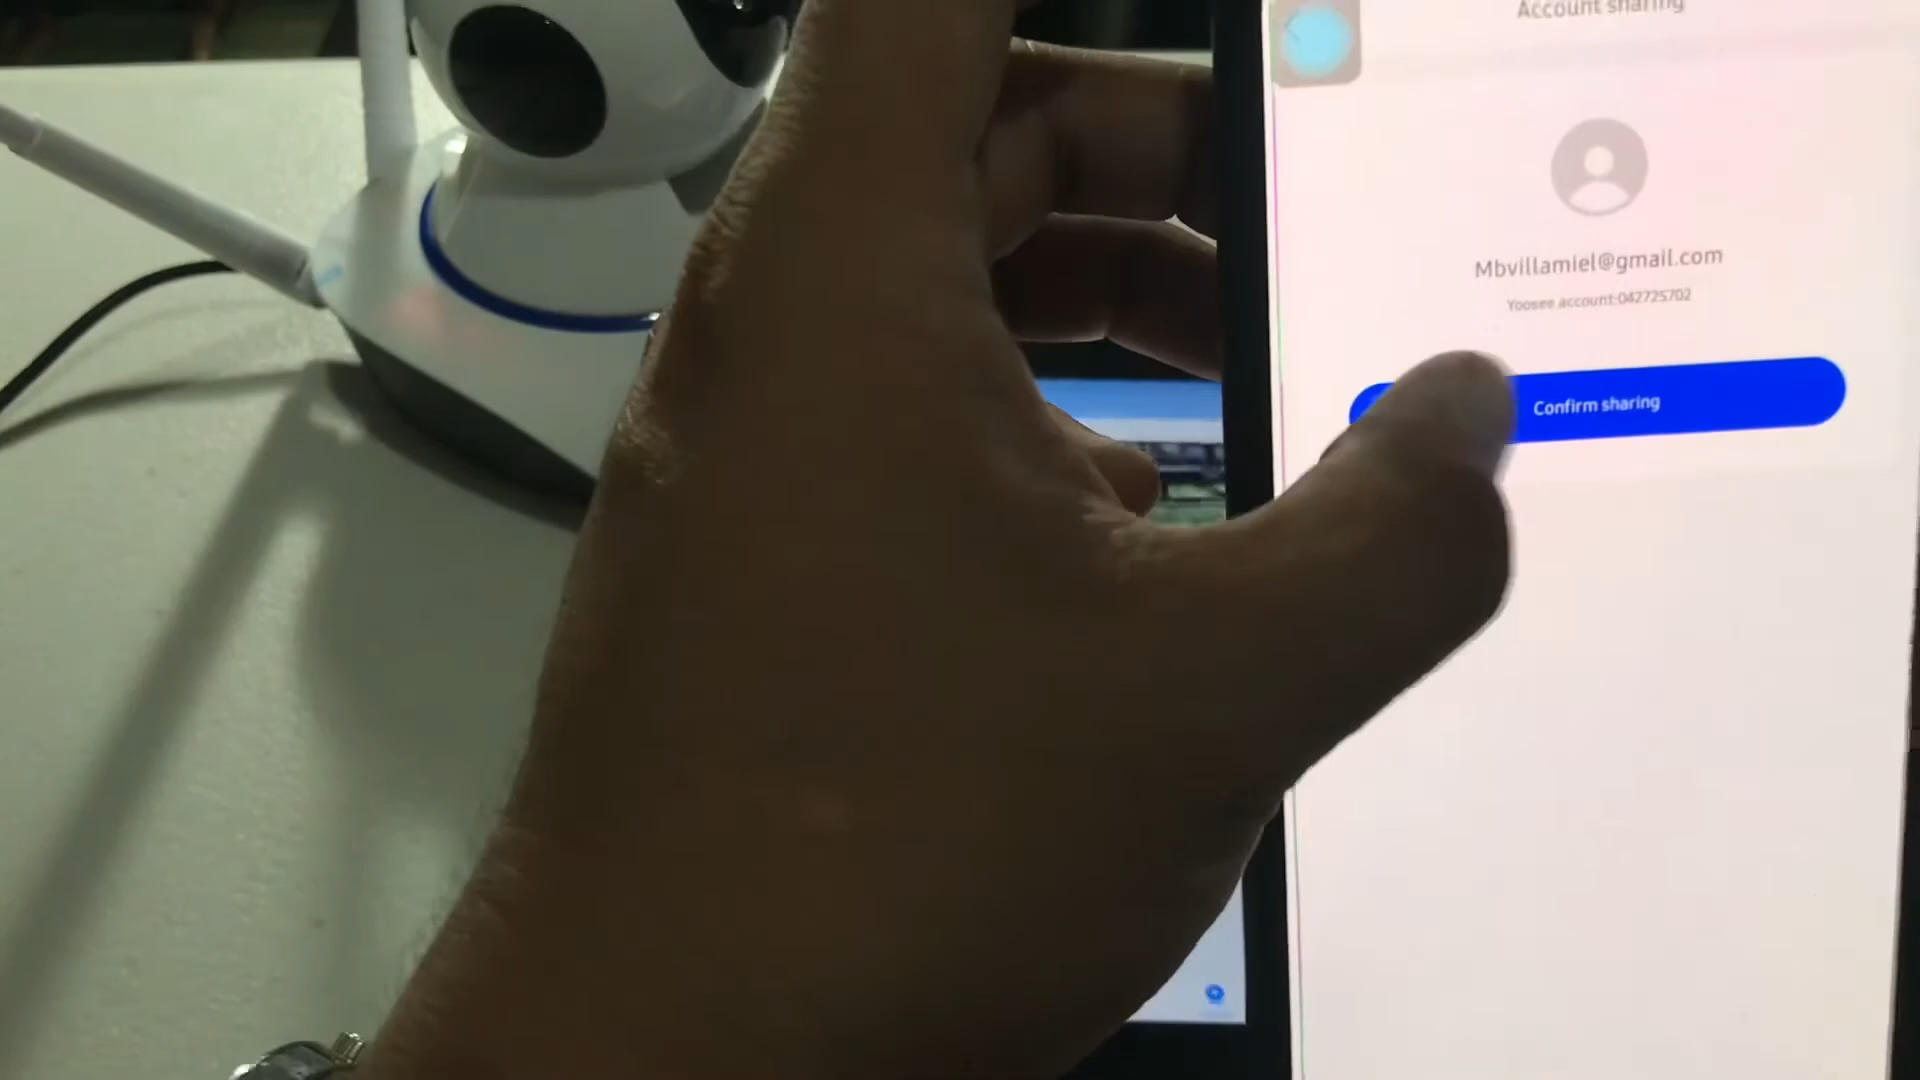 Account sharing
Mbvillamiel@gmail.com
Yoosee account:042725702
Confirm sharing